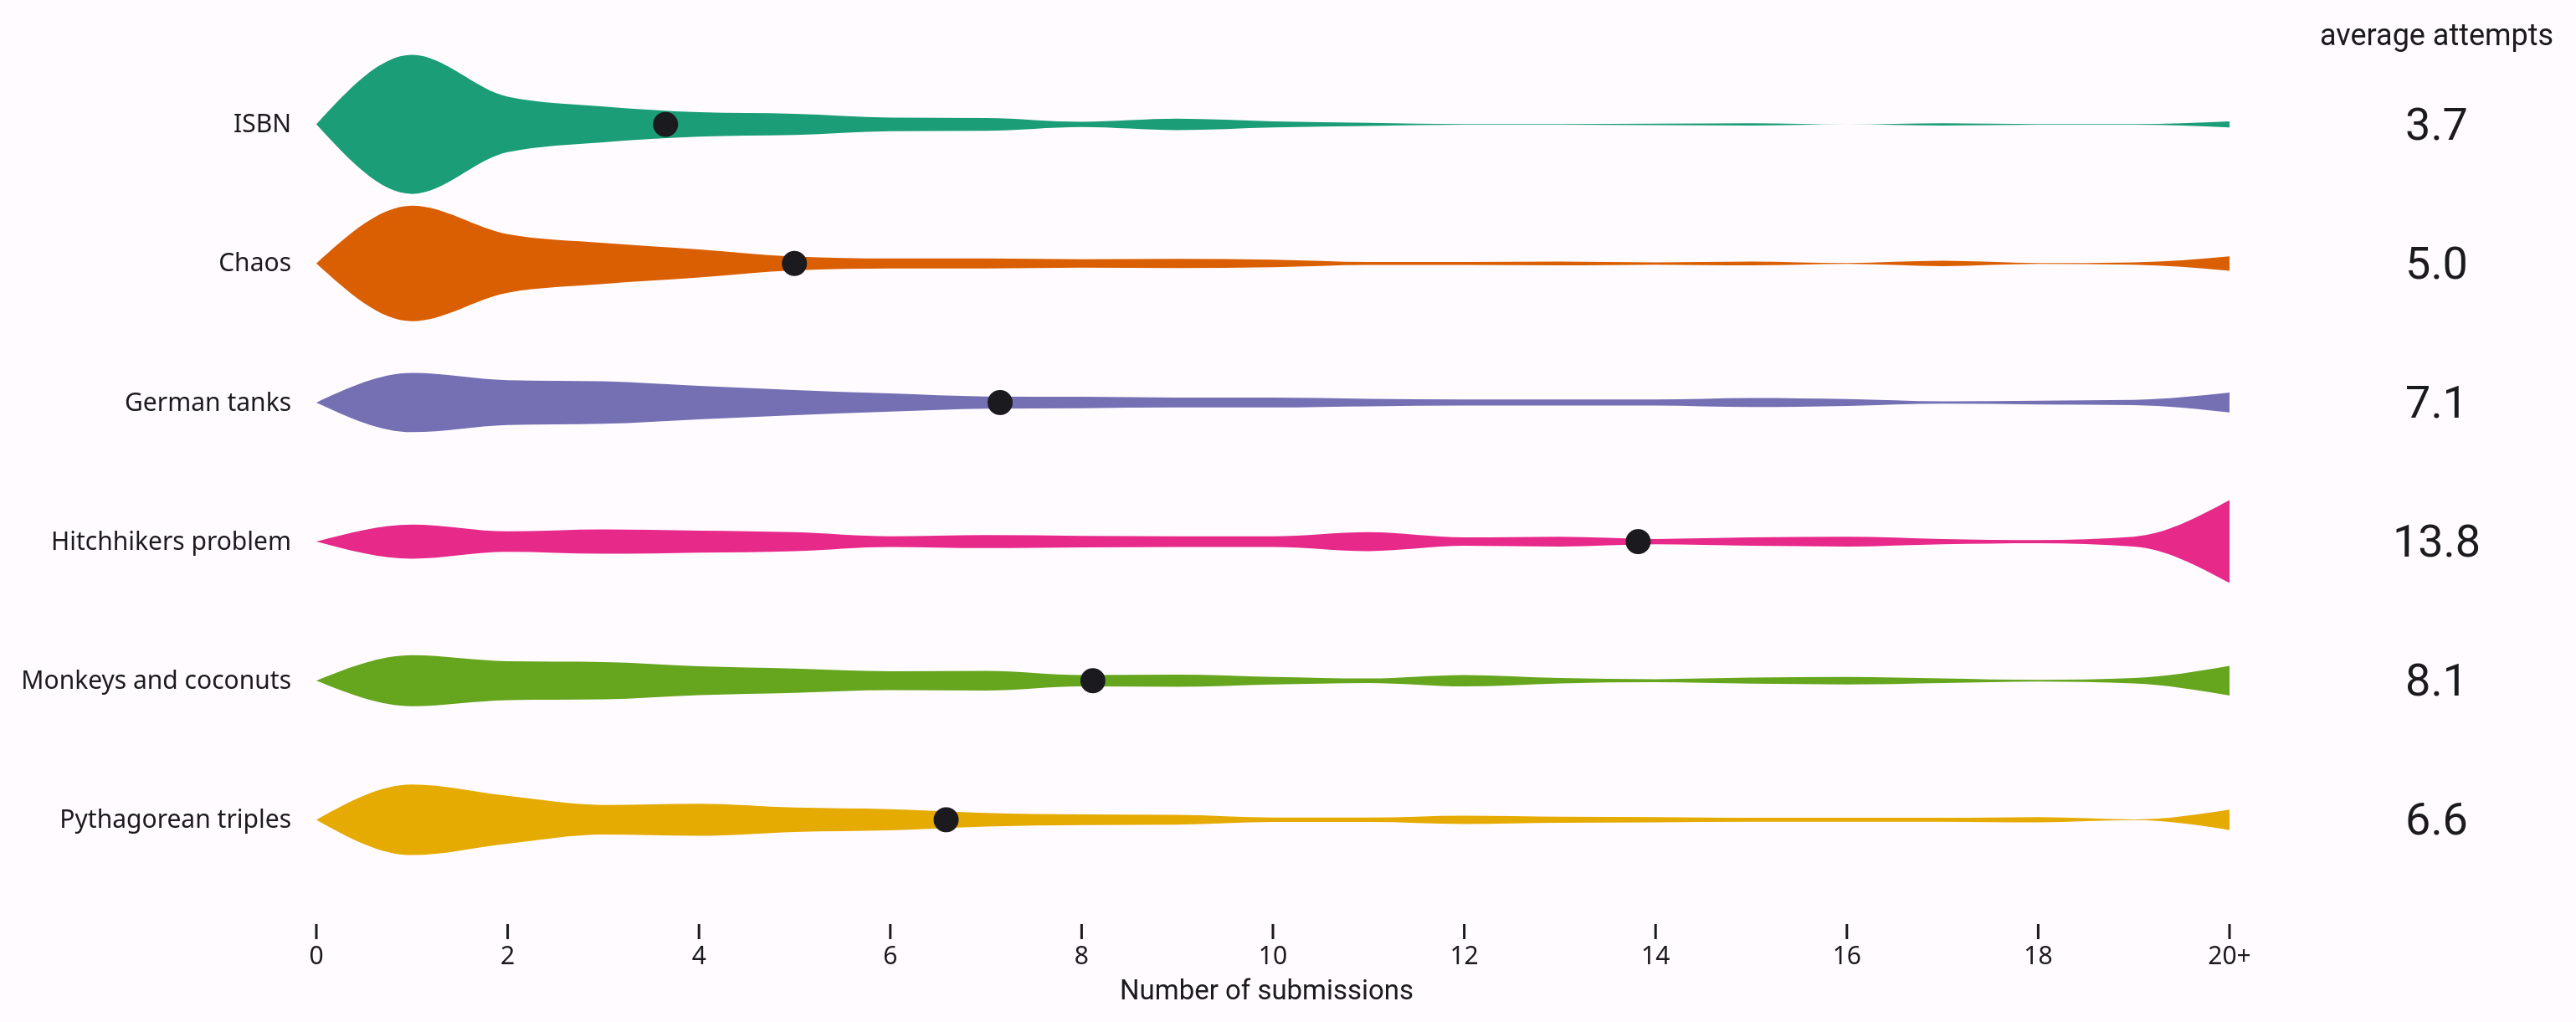 average attempts
ISBN 3.7
Chaos 5.0
German tanks 7.1
Hitchhikers problem 13.8
Monkeys and coconuts 8.1
Pythagorean triples 6.6
0 2 4 6 8 10 12 14 16 18 20+
Number of submissions